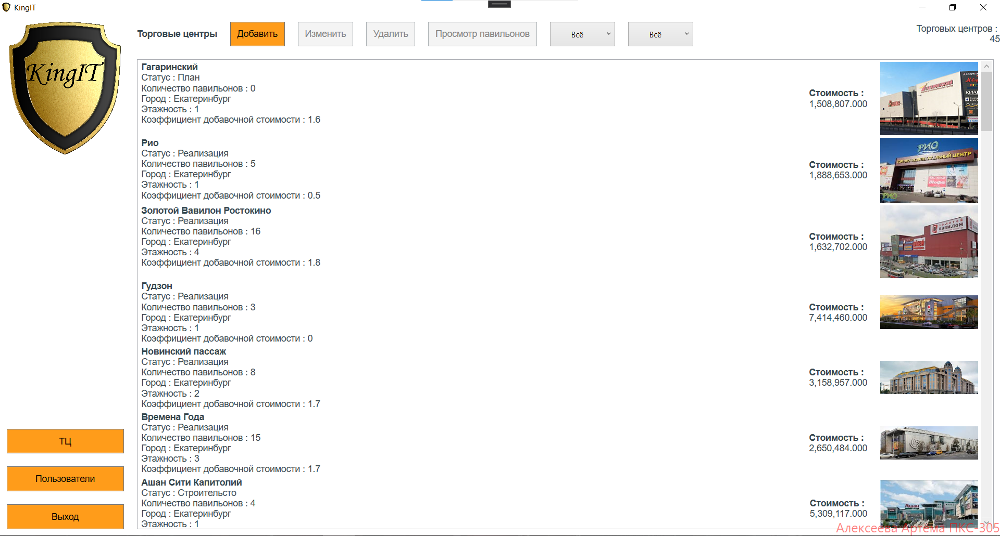 KingIT
KingIT
Торговые центры
Добавить
Изменить
Удалить
Просмотр павильонов
Всё
Всё
Торговых центров :
45
Гагаринский
Статус : План
Количество павильонов : 0
Город : Екатеринбург
Этажность : 1
Коэффициент добавочной стоимости : 1.6
Стоимость :
1,508,807.000
ГАГАРИНСКИЙ
Ашан
Рио
Статус : Реализация
Количество павильонов : 5
Город : Екатеринбург
Этажность : 1
Коэффициент добавочной стоимости : 0.5
Стоимость :
1,888,653.000
РИО
ТОРГОВО-РАЗВЛЕКАТЕЛЬНЫЙ ЦЕНТР
Тофа
РИО
Золотой Вавилон Ростокино
Статус : Реализация
Количество павильонов : 16
Город : Екатеринбург
Этажность : 4
Коэффициент добавочной стоимости : 1.8
Стоимость :
1,632,702.000
ЗОЛОТОЙ
ВАВИЛОН
Гудзон
Статус : Реализация
Количество павильонов : 3
Город : Екатеринбург
Этажность : 1
Коэффициент добавочной стоимости : 0
Стоимость :
7,414,460.000
Новинский пассаж
Статус : Реализация
Количество павильонов : 8
Город : Екатеринбург
Этажность : 2
Коэффициент добавочной стоимости : 1.7
Стоимость :
3,158,957.000
Времена Года
Статус : Реализация
Количество павильонов : 15
Город : Екатеринбург
Этажность : 3
Коэффициент добавочной стоимости : 1.7
Стоимость :
2,650,484.000
Ашан Сити Капитолий
Статус : Строительсто
Количество павильонов : 4
Город : Екатеринбург
Этажность : 1
Стоимость :
5,309,117.000
Ашан
ТЦ
Пользователи
Выход
Алексеева Артёма ПКС-305